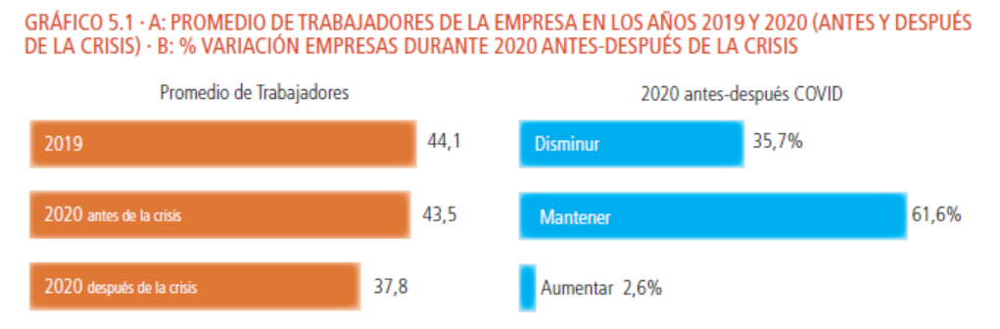 GRÁFICO 5.1 · A: PROMEDIO DE TRABAJADORES DE LA EMPRESA EN LOS AÑOS 2019 Y 2020 (ANTES Y DESPUÉS
DE LA CRISIS) · B: % VARIACIÓN EMPRESAS DURANTE 2020 ANTES-DESPUÉS DE LA CRISIS
Promedio de Trabajadores
2019 44,1
2020 antes de la crisis 43,5
2020 después de la crisis 37,8
2020 antes-después COVID
Disminur 35,7%
Mantener 61,6%
Aumentar 2,6%